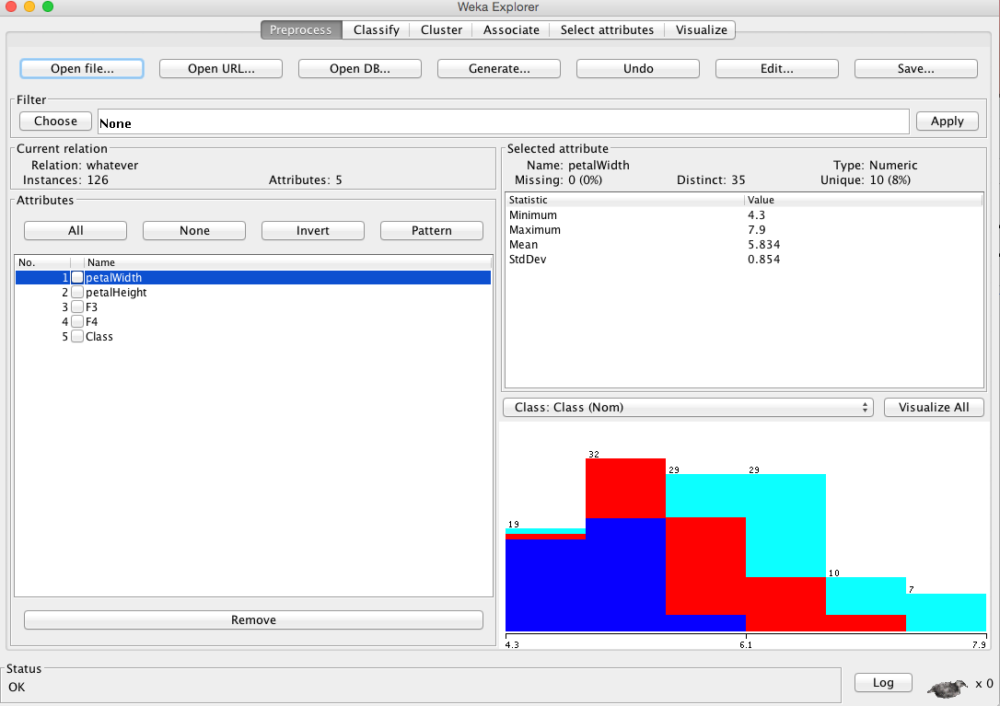 Weka Explorer
Preprocess Classify Cluster Associate Select attributes Visualize
Open file... Open URL... Open DB... Generate... Undo Edit... Save...
Filter
Choose None Apply
Current relation
Relation: whatever
Instances: 126 Attributes: 5
Attributes
All None Invert Pattern
No. Name
1 petalWidth
2 petalHeight
3 F3
4 F4
5 Class
Remove
Selected attribute
Name: petalWidth Type: Numeric
Missing: 0 (0%) Distinct: 35 Unique: 10 (8%)
Statistic Value
Minimum 4.3
Maximum 7.9
Mean 5.834
StdDev 0.854
Class: Class (Nom) Visualize All
19 32 29 29 10 7
4.3 6.1 7.9
Status
OK
Log x 0